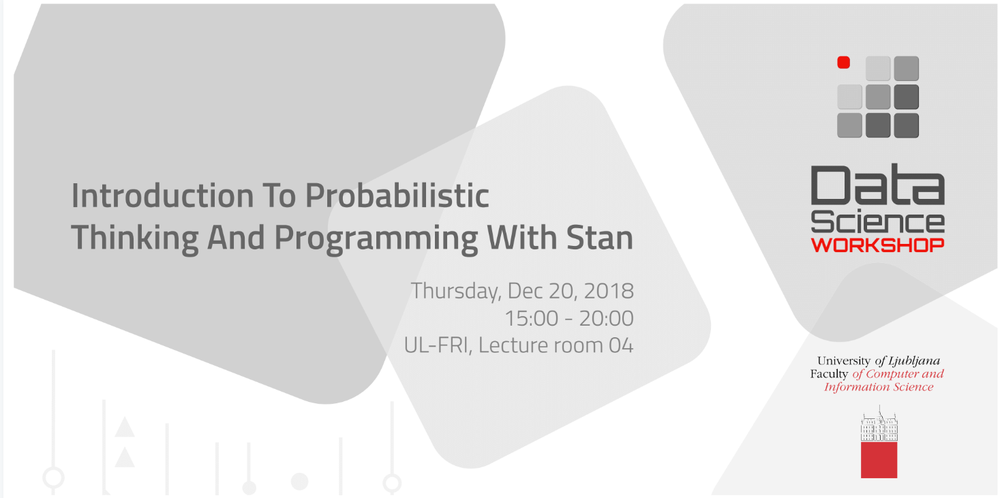 Introduction To Probabilistic
Thinking And Programming With Stan
Thursday, Dec 20, 2018
15:00 - 20:00
UL-FRI, Lecture room 04
Data
Science
WORKSHOP
University of Ljubljana
Faculty of Computer and
Information Science